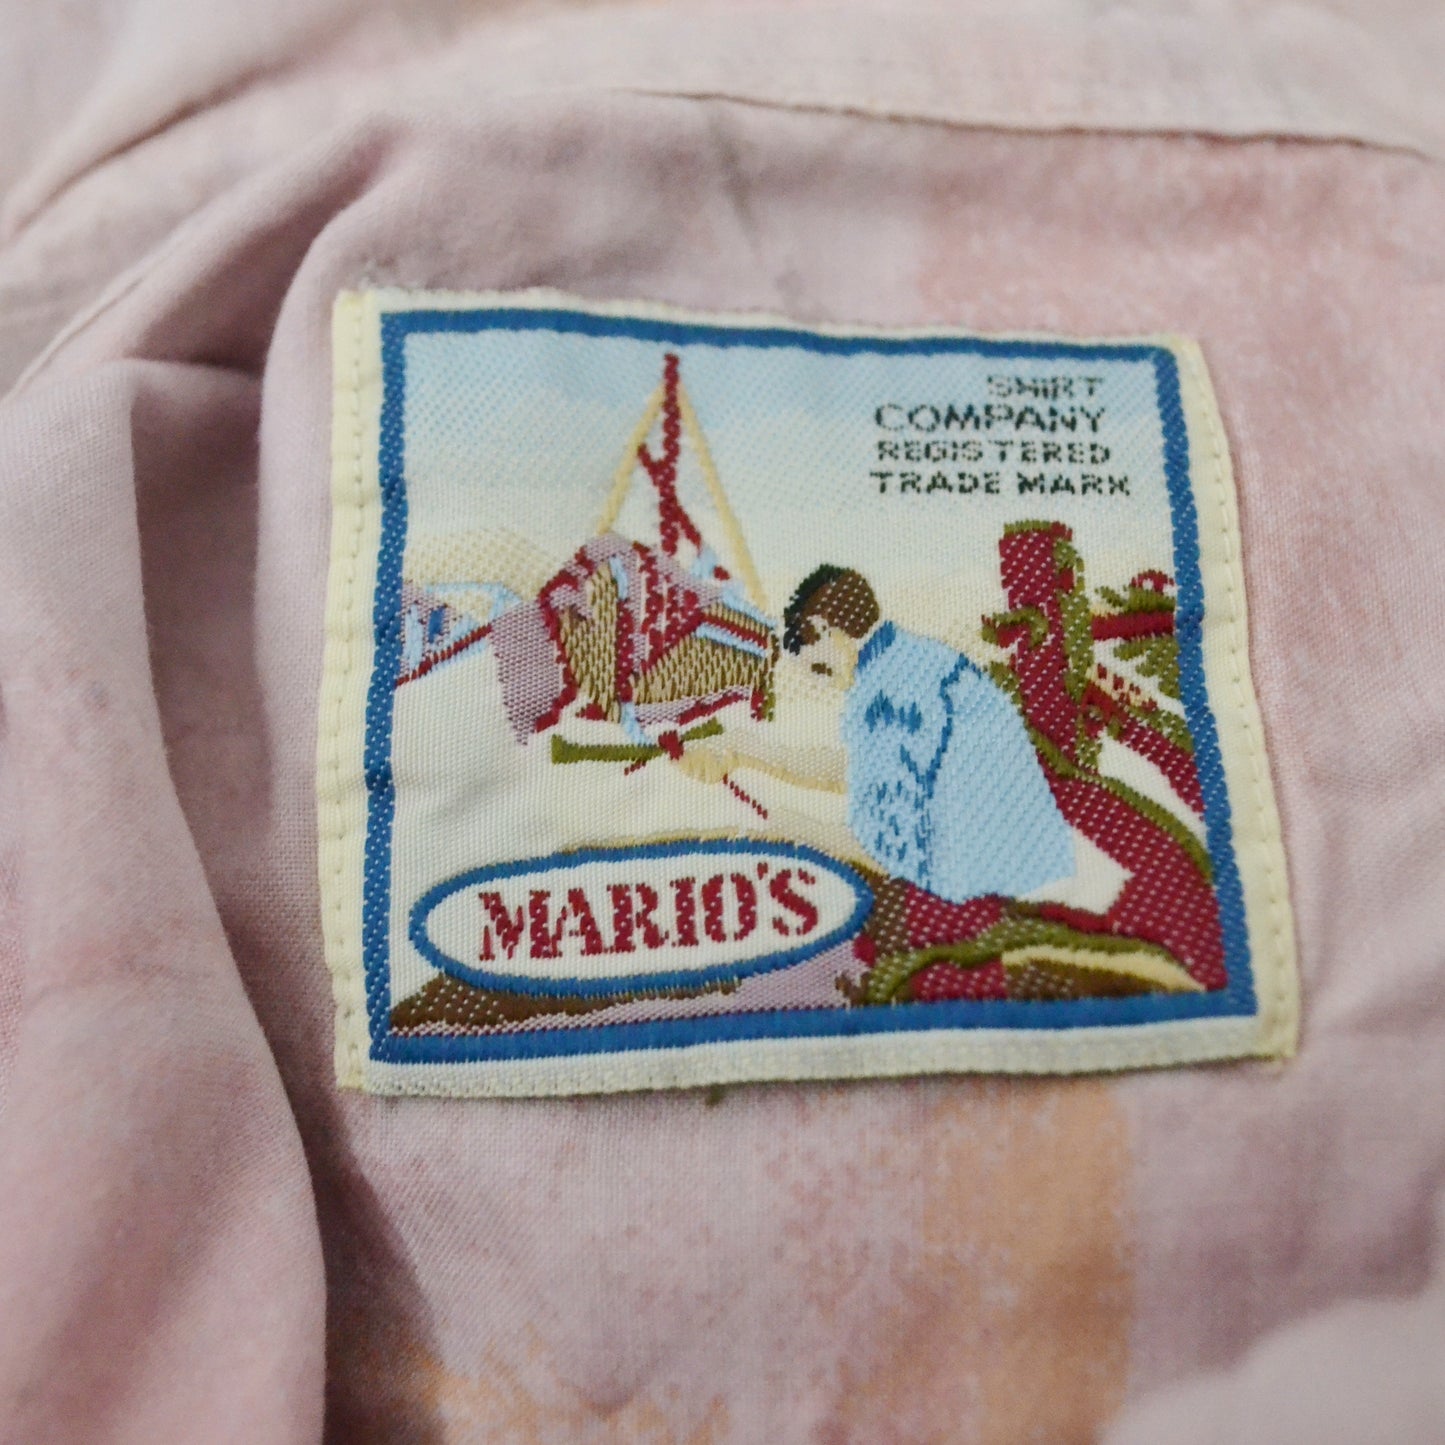 SHIRT
COMPANY
REGISTERED
TRADE MARK
MARIO'S